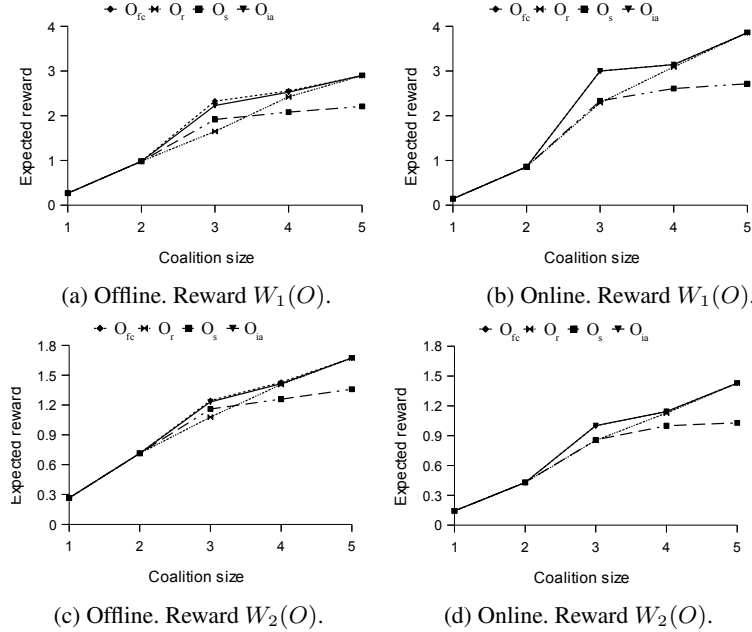 O_fc O_r O_s O_ia
Expected reward
4
3
2
1
0
1 2 3 4 5
Coalition size
(a) Offline. Reward W_1(O).
O_fc O_r O_s O_ia
Expected reward
4
3
2
1
0
1 2 3 4 5
Coalition size
(b) Online. Reward W_1(O).
O_fc O_r O_s O_ia
Expected reward
1.8
1.5
1.2
0.9
0.6
0.3
0
1 2 3 4 5
Coalition size
(c) Offline. Reward W_2(O).
O_fc O_r O_s O_ia
Expected reward
1.8
1.5
1.2
0.9
0.6
0.3
0
1 2 3 4 5
Coalition size
(d) Online. Reward W_2(O).